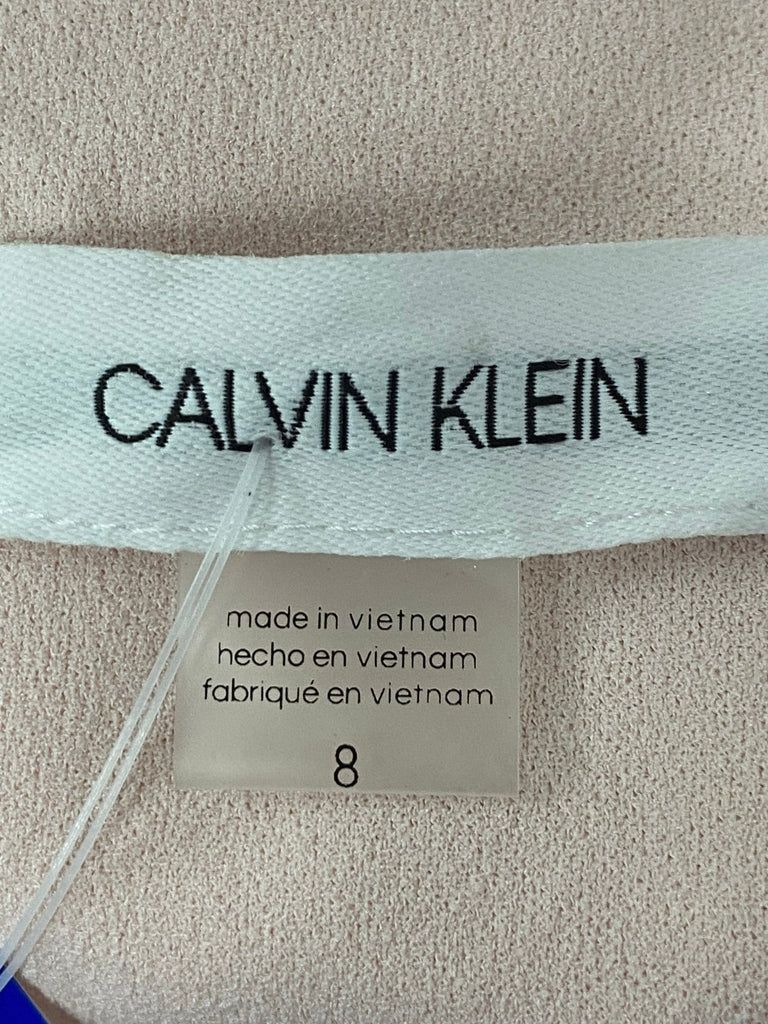 CALVIN KLEIN
made in vietnam
hecho en vietnam
fabriqué en vietnam
8